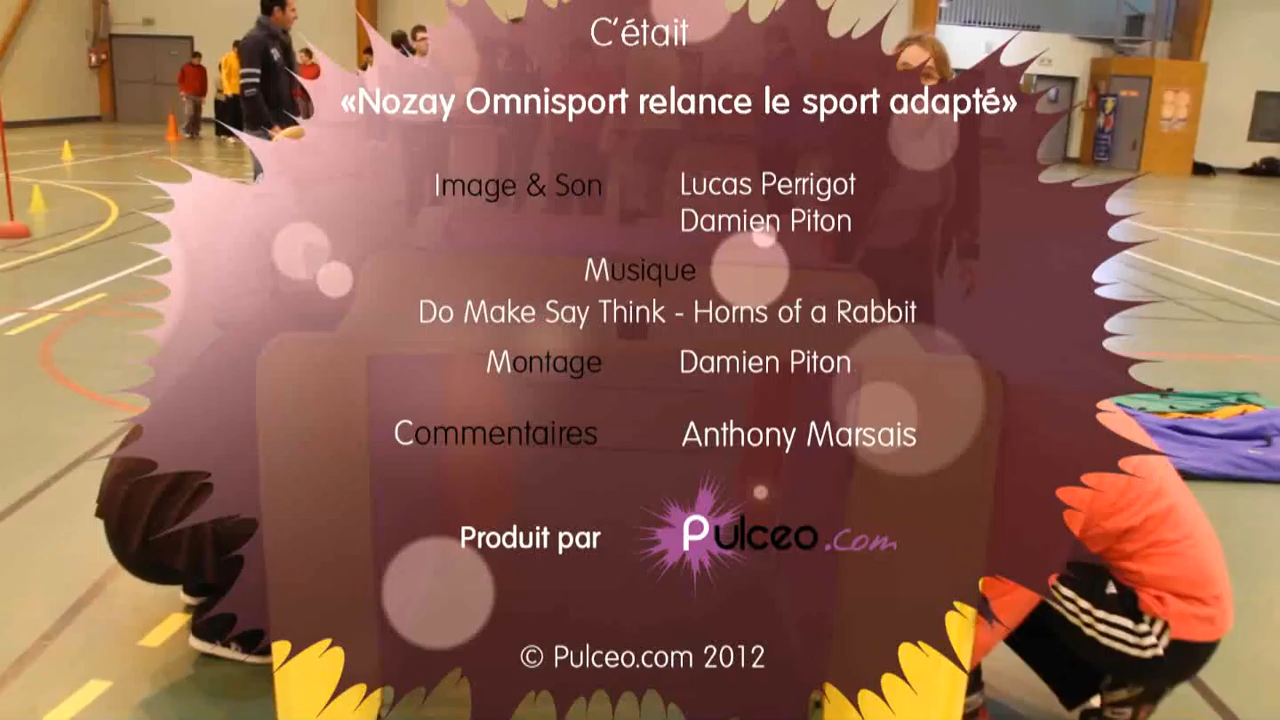 C'était
«Nozay Omnisport relance le sport adapté»
Image & Son Lucas Perrigot
Damien Piton
Musique
Do Make Say Think - Horns of a Rabbit
Montage Damien Piton
Commentaires Anthony Marsais
Produit par Pulceo.com
© Pulceo.com 2012